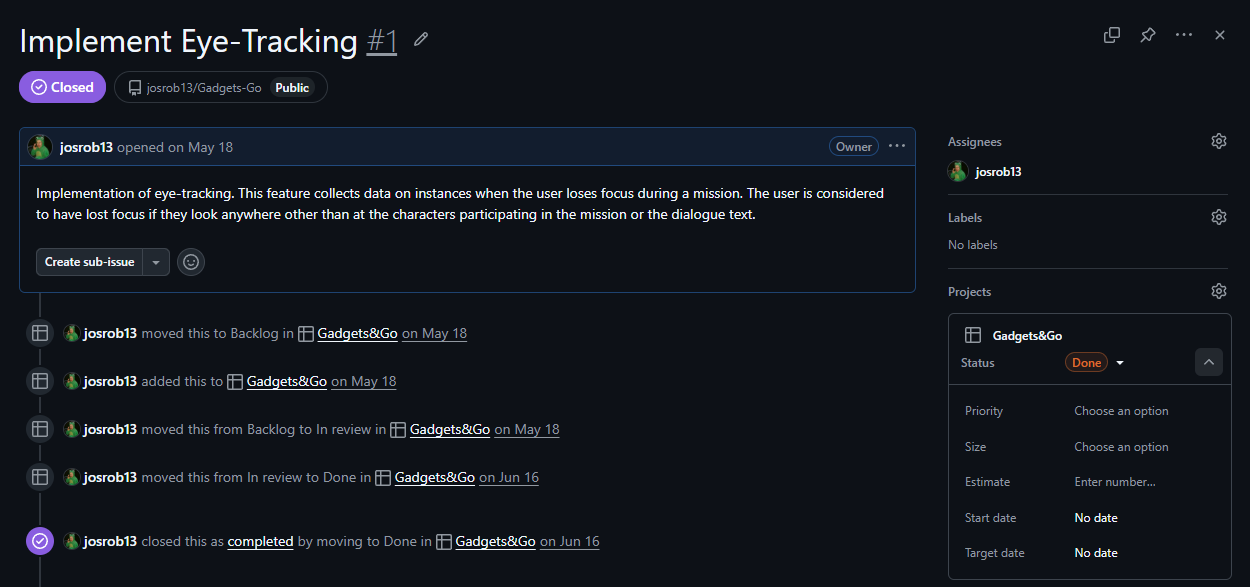 Implement Eye-Tracking #1
Closed
josrob13/Gadgets-Go Public
josrob13 opened on May 18
Owner
Implementation of eye-tracking. This feature collects data on instances when the user loses focus during a mission. The user is considered
to have lost focus if they look anywhere other than at the characters participating in the mission or the dialogue text.
Create sub-issue
josrob13 moved this to Backlog in Gadgets&Go on May 18
josrob13 added this to Gadgets&Go on May 18
josrob13 moved this from Backlog to In review in Gadgets&Go on May 18
josrob13 moved this from In review to Done in Gadgets&Go on Jun 16
josrob13 closed this as completed by moving to Done in Gadgets&Go on Jun 16
Assignees
josrob13
Labels
No labels
Projects
Gadgets&Go
Status Done
Priority Choose an option
Size Choose an option
Estimate Enter number...
Start date No date
Target date No date